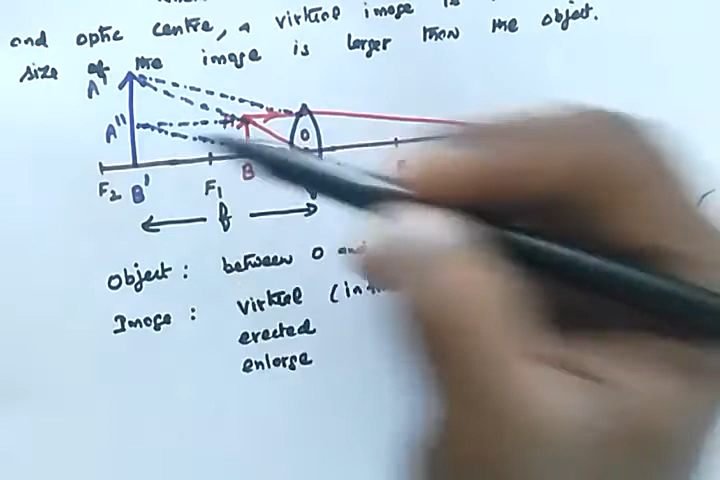 and optic centre, a virtual image is
size of the image is larger than the object.
A'
A"
A
O
F2 B' F1 B
f
Object : between O and
Image : virtual
erected
enlarge